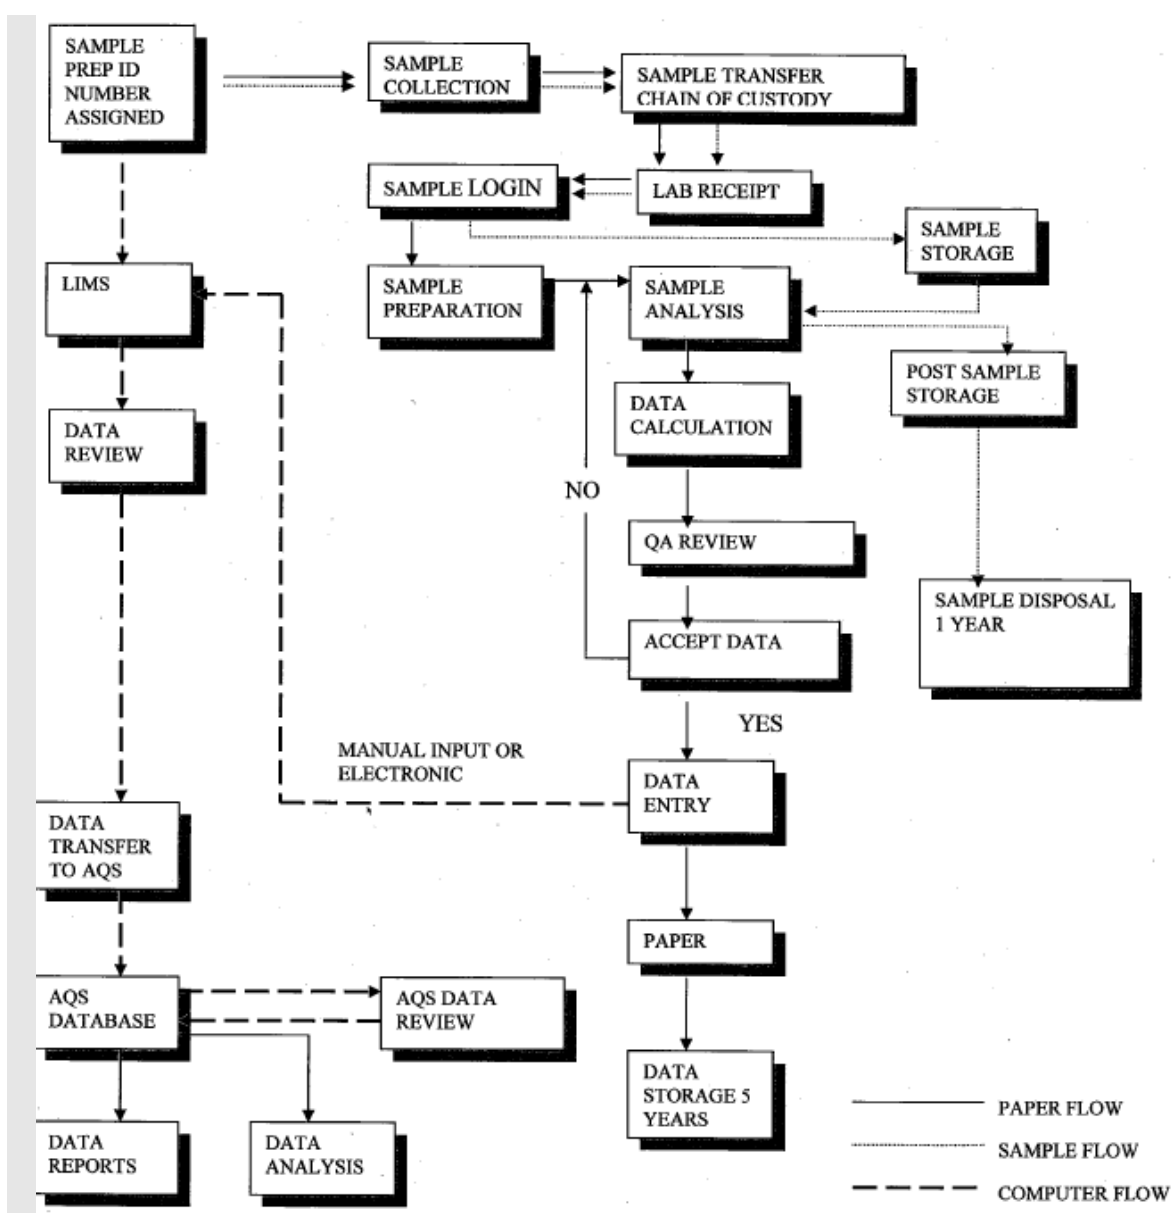 SAMPLE
PREP ID
NUMBER
ASSIGNED
SAMPLE
COLLECTION
SAMPLE TRANSFER
CHAIN OF CUSTODY
SAMPLE LOGIN
LAB RECEIPT
SAMPLE
STORAGE
LIMS
SAMPLE
PREPARATION
SAMPLE
ANALYSIS
POST SAMPLE
STORAGE
DATA
REVIEW
DATA
CALCULATION
NO
QA REVIEW
SAMPLE DISPOSAL
1 YEAR
ACCEPT DATA
YES
MANUAL INPUT OR
ELECTRONIC
DATA
ENTRY
DATA
TRANSFER
TO AQS
PAPER
AQS
DATABASE
AQS DATA
REVIEW
DATA
STORAGE 5
YEARS
DATA
REPORTS
DATA
ANALYSIS
PAPER FLOW
SAMPLE FLOW
COMPUTER FLOW